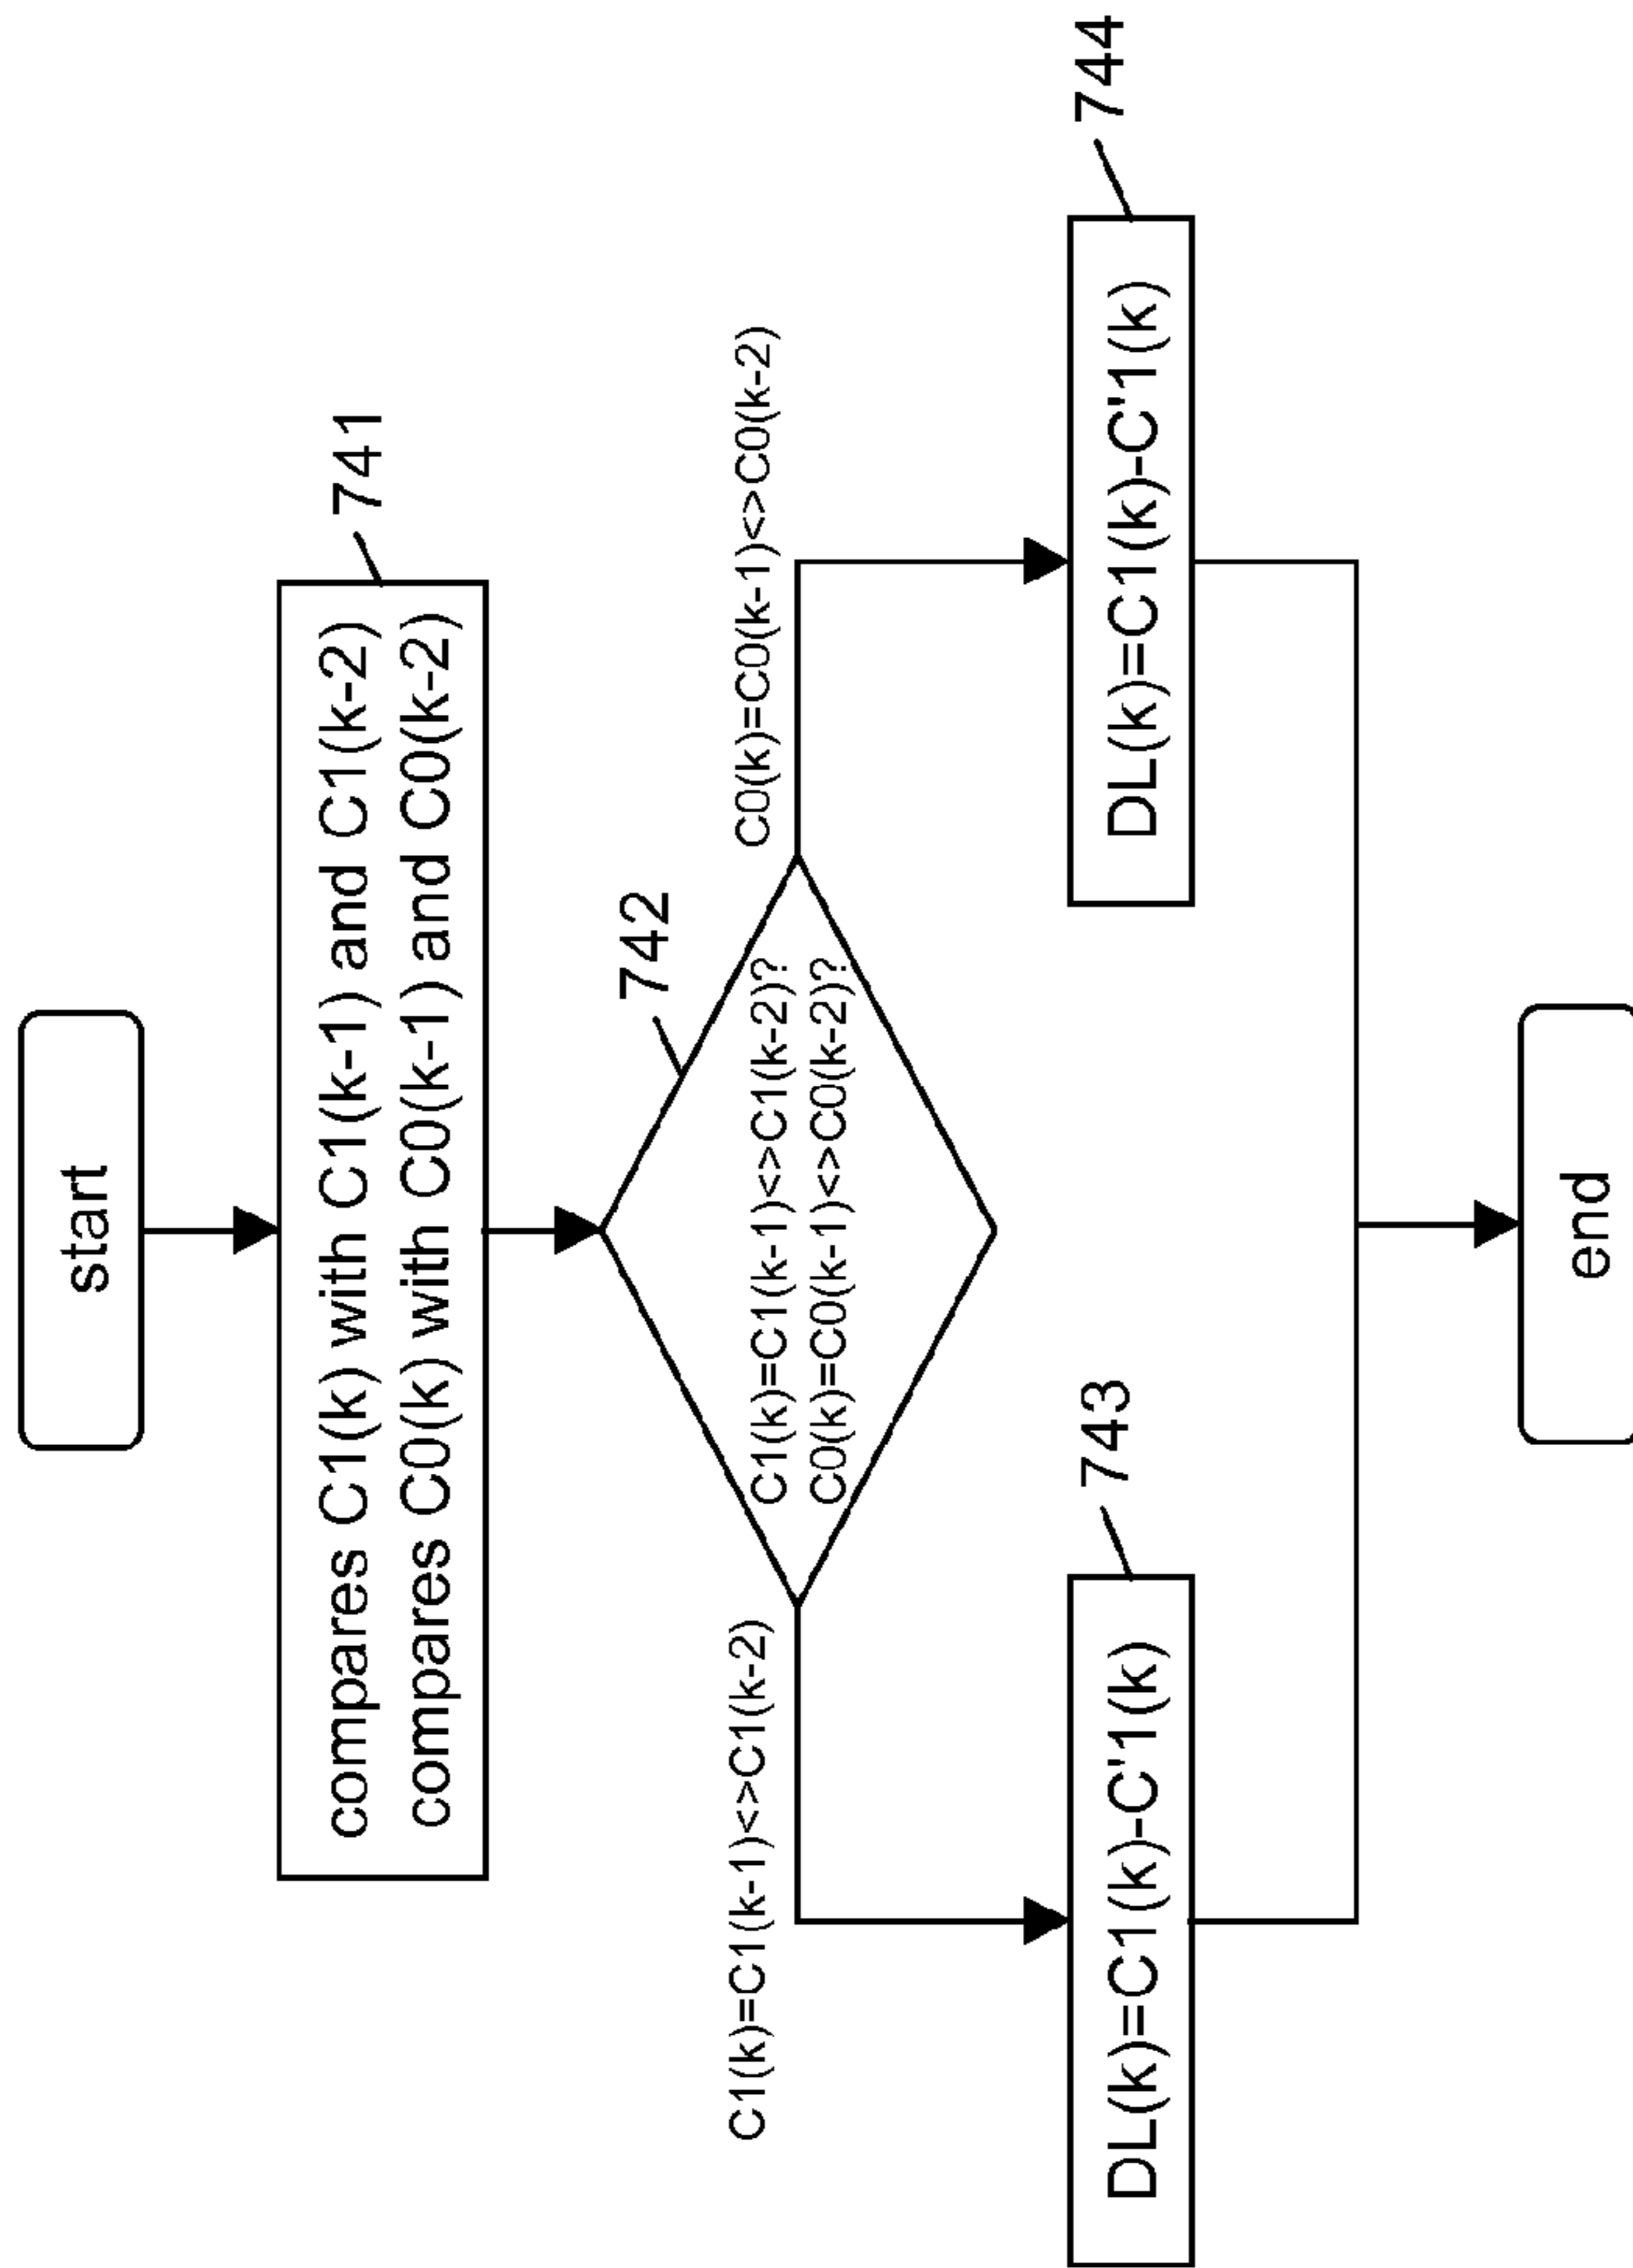 start
741
compares C1(k) with C1(k-1) and C1(k-2)
compares C0(k) with C0(k-1) and C0(k-2)
742
C1(k)=C1(k-1)<>C1(k-2)
C1(k)=C1(k-1)<>C1(k-2)?
C0(k)=C0(k-1)<>C0(k-2)?
C0(k)=C0(k-1)<>C0(k-2)
743
DL(k)=C1(k)-C'1(k)
744
DL(k)=C1(k)-C'1(k)
end